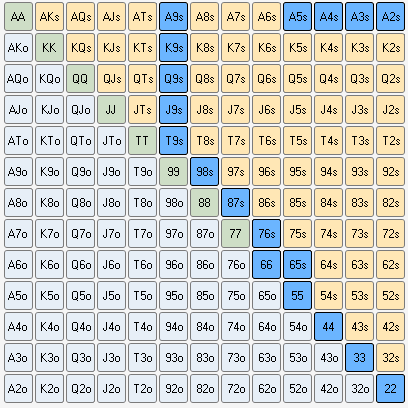 AA AKs AQs AJs ATs A9s A8s A7s A6s A5s A4s A3s A2s
AKo KK KQs KJs KTs K9s K8s K7s K6s K5s K4s K3s K2s
AQo KQo QQ QJs QTs Q9s Q8s Q7s Q6s Q5s Q4s Q3s Q2s
AJo KJo QJo JJ JTs J9s J8s J7s J6s J5s J4s J3s J2s
ATo KTo QTo JTo TT T9s T8s T7s T6s T5s T4s T3s T2s
A9o K9o Q9o J9o T9o 99 98s 97s 96s 95s 94s 93s 92s
A8o K8o Q8o J8o T8o 98o 88 87s 86s 85s 84s 83s 82s
A7o K7o Q7o J7o T7o 97o 87o 77 76s 75s 74s 73s 72s
A6o K6o Q6o J6o T6o 96o 86o 76o 66 65s 64s 63s 62s
A5o K5o Q5o J5o T5o 95o 85o 75o 65o 55 54s 53s 52s
A4o K4o Q4o J4o T4o 94o 84o 74o 64o 54o 44 43s 42s
A3o K3o Q3o J3o T3o 93o 83o 73o 63o 53o 43o 33 32s
A2o K2o Q2o J2o T2o 92o 82o 72o 62o 52o 42o 32o 22